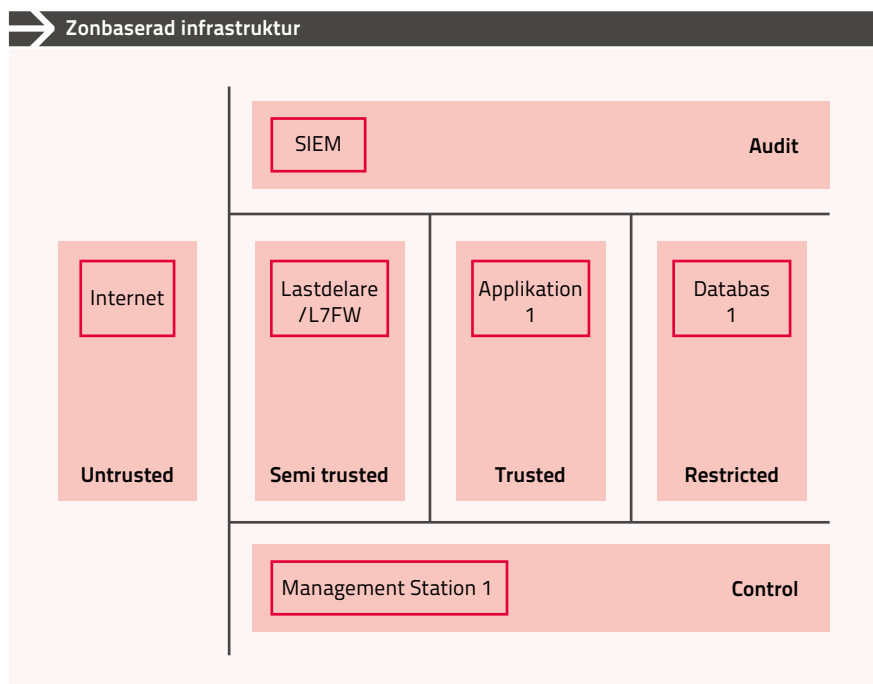 Zonbaserad infrastruktur
SIEM
Audit
Internet
Untrusted
Lastdelare
/L7FW
Semi trusted
Applikation
1
Trusted
Databas
1
Restricted
Management Station 1
Control